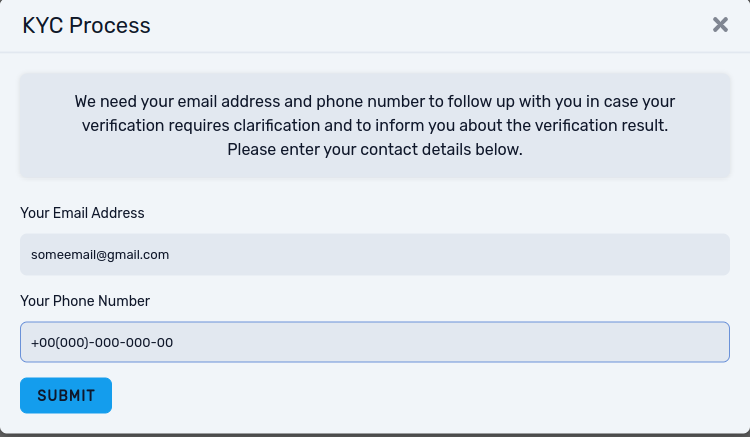 KYC Process
We need your email address and phone number to follow up with you in case your
verification requires clarification and to inform you about the verification result.
Please enter your contact details below.
Your Email Address
someemail@gmail.com
Your Phone Number
+00(000)-000-000-00
SUBMIT